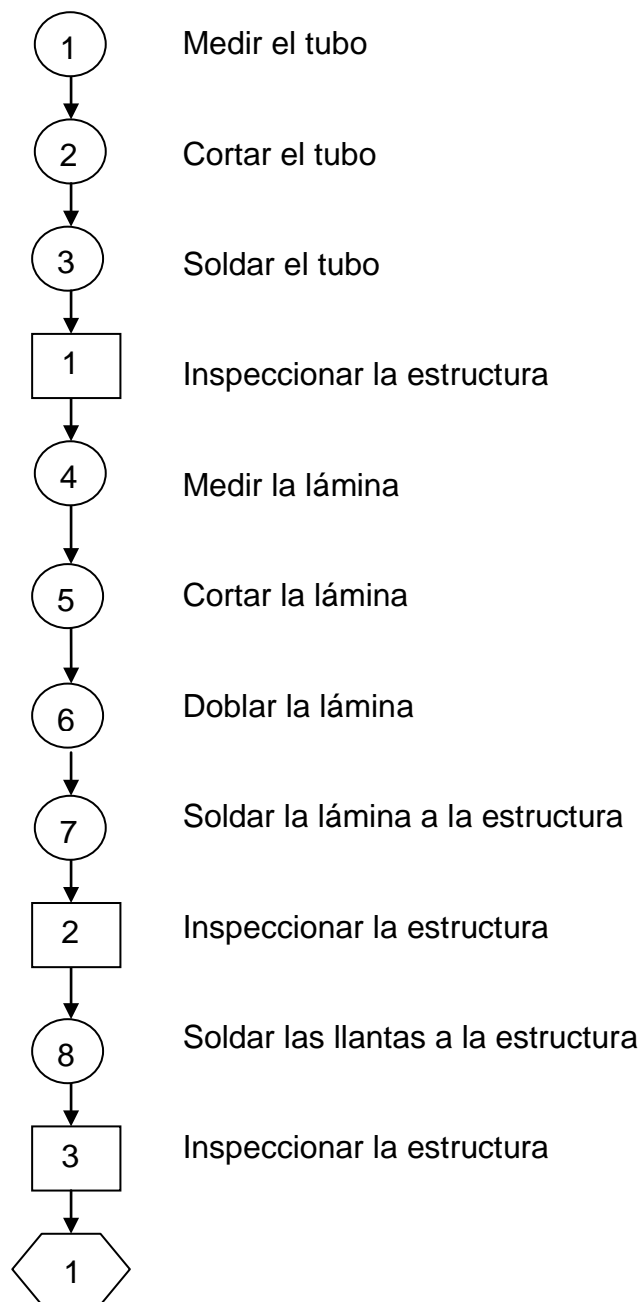 1 Medir el tubo
2 Cortar el tubo
3 Soldar el tubo
1 Inspeccionar la estructura
4 Medir la lámina
5 Cortar la lámina
6 Doblar la lámina
7 Soldar la lámina a la estructura
2 Inspeccionar la estructura
8 Soldar las llantas a la estructura
3 Inspeccionar la estructura
1